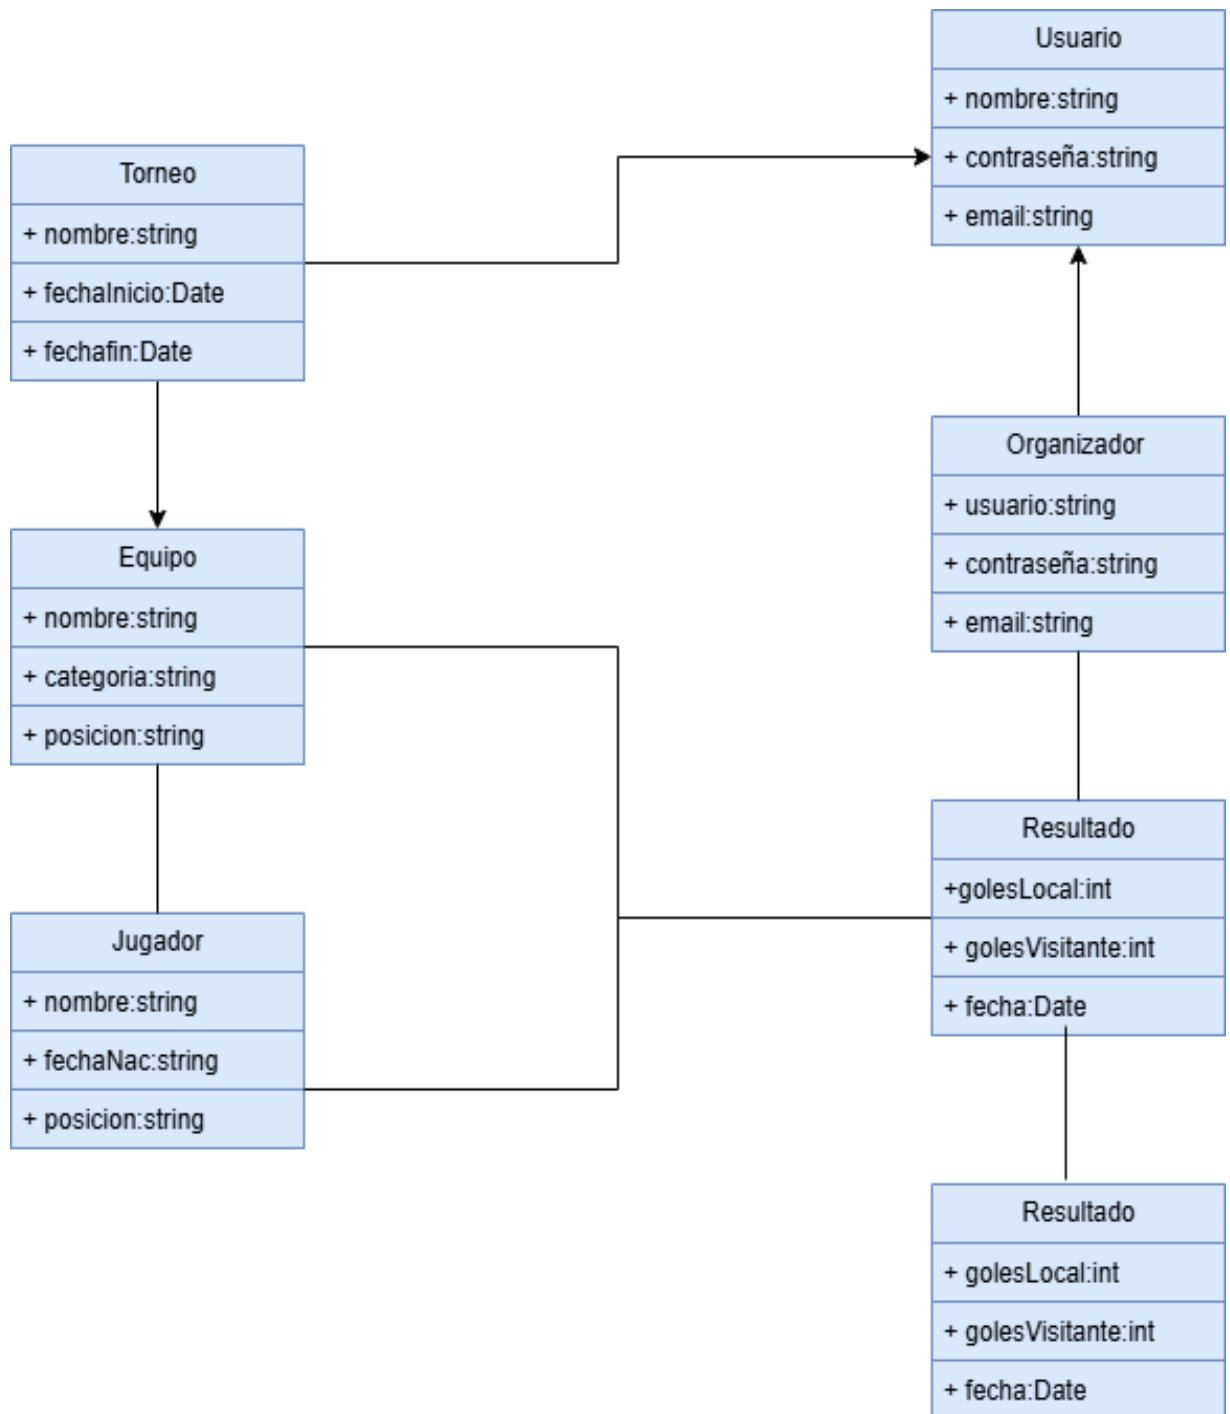 Usuario
+ nombre:string
+ contraseña:string
+ email:string
Torneo
+ nombre:string
+ fechaInicio:Date
+ fechafin:Date
Organizador
+ usuario:string
+ contraseña:string
+ email:string
Equipo
+ nombre:string
+ categoria:string
+ posicion:string
Resultado
+golesLocal:int
+ golesVisitante:int
+ fecha:Date
Jugador
+ nombre:string
+ fechaNac:string
+ posicion:string
Resultado
+ golesLocal:int
+ golesVisitante:int
+ fecha:Date